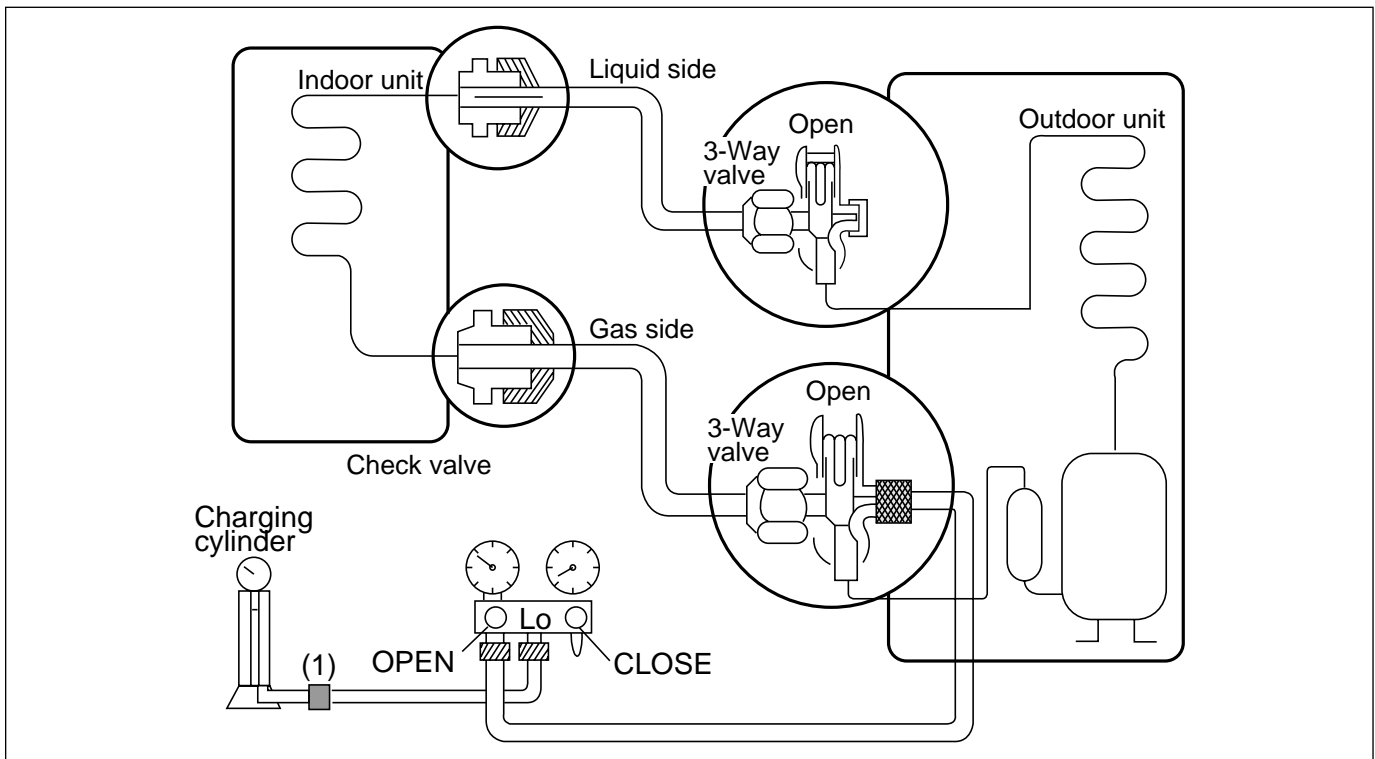 Indoor unit
Liquid side
Open
3-Way
valve
Outdoor unit
Gas side
Open
3-Way
valve
Check valve
Charging
cylinder
Lo
(1)
OPEN
CLOSE